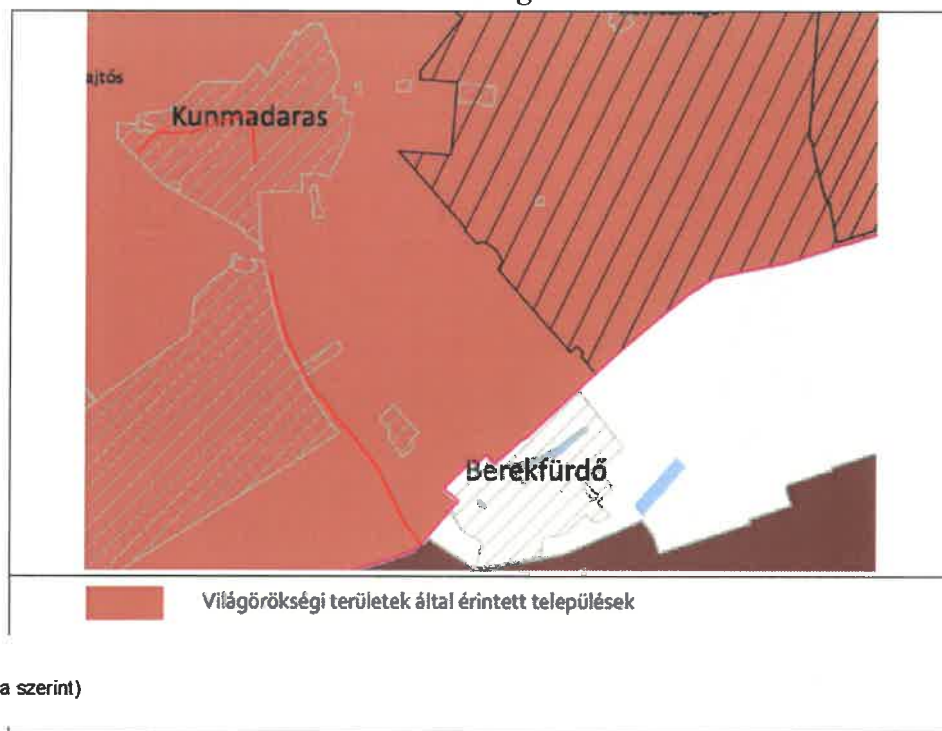 ajtós
Kunmadaras
Berekfürdő
Világörökségi területek által érintett települések
a szerint)